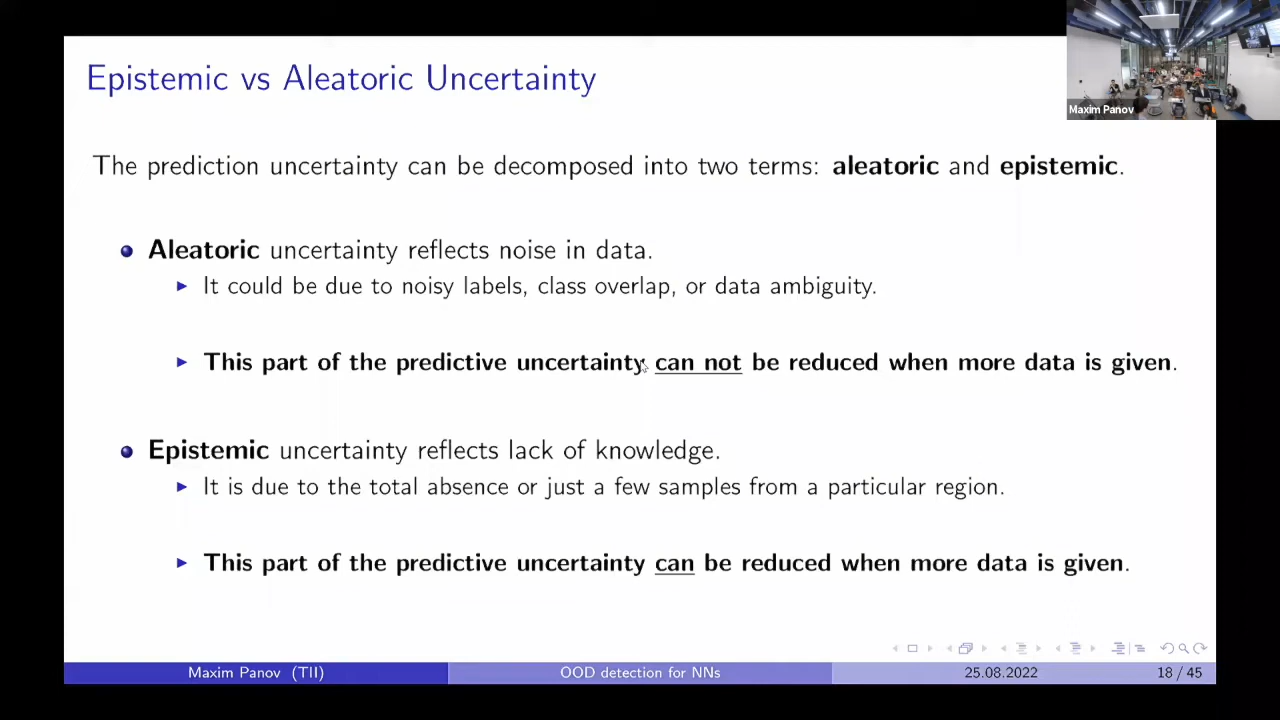 Epistemic vs Aleatoric Uncertainty
Maxim Panov
The prediction uncertainty can be decomposed into two terms: aleatoric and epistemic.
Aleatoric uncertainty reflects noise in data.
It could be due to noisy labels, class overlap, or data ambiguity.
This part of the predictive uncertainty can not be reduced when more data is given.
Epistemic uncertainty reflects lack of knowledge.
It is due to the total absence or just a few samples from a particular region.
This part of the predictive uncertainty can be reduced when more data is given.
Maxim Panov (TII) OOD detection for NNs 25.08.2022 18 / 45